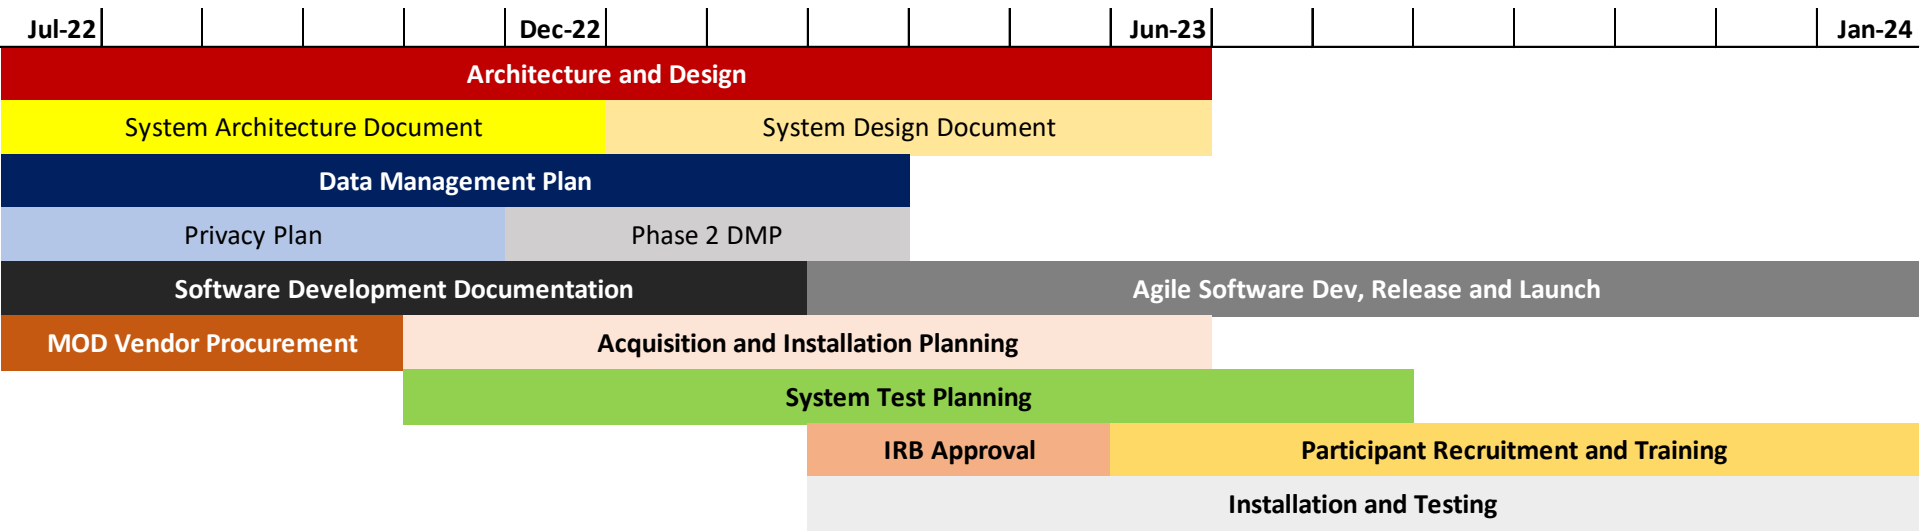 Jul-22 Dec-22 Jun-23 Jan-24
Architecture and Design
System Architecture Document System Design Document
Data Management Plan
Privacy Plan Phase 2 DMP
Software Development Documentation Agile Software Dev, Release and Launch
MOD Vendor Procurement Acquisition and Installation Planning
System Test Planning
IRB Approval Participant Recruitment and Training
Installation and Testing